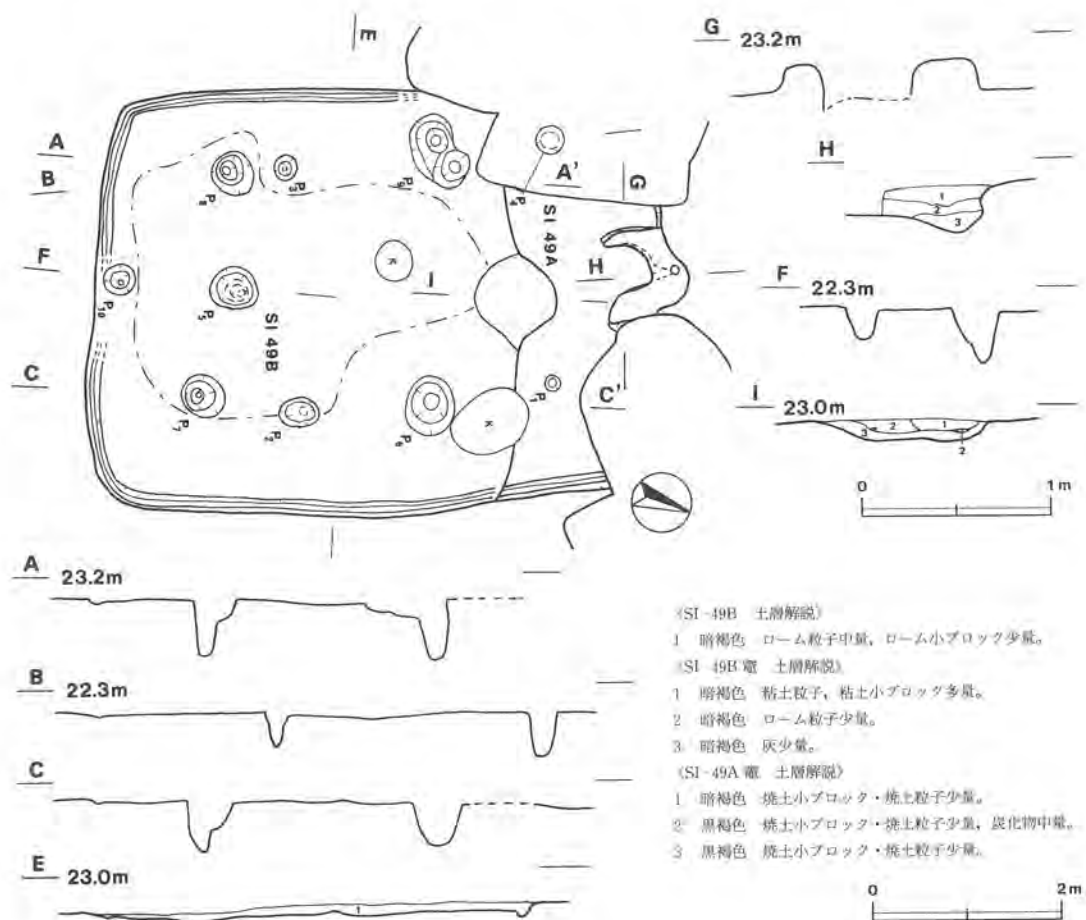 m
G 23.2m
H
A
B
A'
G
P8
P3
P9
P4
SI 49A
F
K
I
H
F 22.3m
P10
P5
SI 49B
C
C'
I 23.0m
P7
P2
P6
P1
K
1
2
3
3
2
1
2
0 1m
A 23.2m
B 22.3m
C
E 23.0m
1
《SI-49B 土層解説》
1 暗褐色 ローム粒子中量，ローム小ブロック少量。
《SI-49B 竈 土層解説》
1 暗褐色 粘土粒子，粘土小ブロック多量。
2 暗褐色 ローム粒子少量。
3 暗褐色 灰少量。
《SI-49A 竈 土層解説》
1 暗褐色 焼土小ブロック・焼土粒子少量。
2 黒褐色 焼土小ブロック・焼土粒子少量，炭化物中量。
3 黒褐色 焼土小ブロック・焼土粒子少量。
0 2m